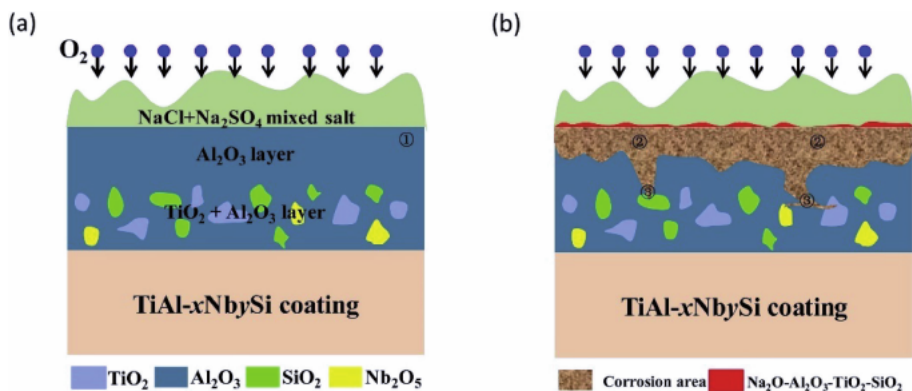 (a)
O₂
NaCl+Na₂SO₄ mixed salt
①
Al₂O₃ layer
TiO₂ + Al₂O₃ layer
TiAl-xNbySi coating
TiO₂ Al₂O₃ SiO₂ Nb₂O₅
(b)
② ②
③ ③
TiAl-xNbySi coating
Corrosion area Na₂O-Al₂O₃-TiO₂-SiO₂